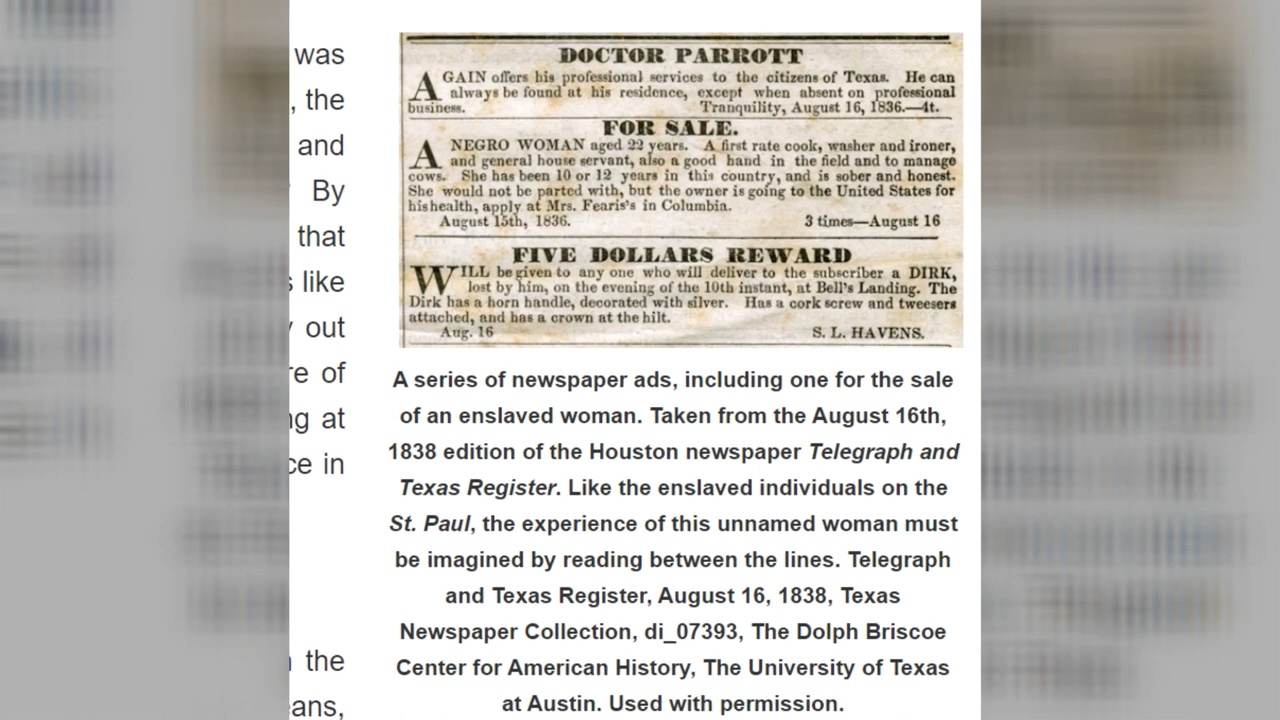 was
, the
and
By
that
like
out
re of
ng at
ce in
the
eans,
DOCTOR PARROTT
AGAIN offers his professional services to the citizens of Texas. He can
always be found at his residence, except when absent on professional
business. Tranquility, August 16, 1836.—4t.
FOR SALE.
A NEGRO WOMAN aged 22 years. A first rate cook, washer and ironer,
and general house servant, also a good hand in the field and to manage
cows. She has been 10 or 12 years in this country, and is sober and honest.
She would not be parted with, but the owner is going to the United States for
his health, apply at Mrs. Fearis's in Columbia.
August 15th, 1836. 3 times—August 16
FIVE DOLLARS REWARD
WILL be given to any one who will deliver to the subscriber a DIRK,
lost by him, on the evening of the 10th instant, at Bell's Landing. The
Dirk has a horn handle, decorated with silver. Has a cork screw and tweesers
attached, and has a crown at the hilt.
Aug. 16 S. L. HAVENS.
A series of newspaper ads, including one for the sale
of an enslaved woman. Taken from the August 16th,
1838 edition of the Houston newspaper Telegraph and
Texas Register. Like the enslaved individuals on the
St. Paul, the experience of this unnamed woman must
be imagined by reading between the lines. Telegraph
and Texas Register, August 16, 1838, Texas
Newspaper Collection, di_07393, The Dolph Briscoe
Center for American History, The University of Texas
at Austin. Used with permission.